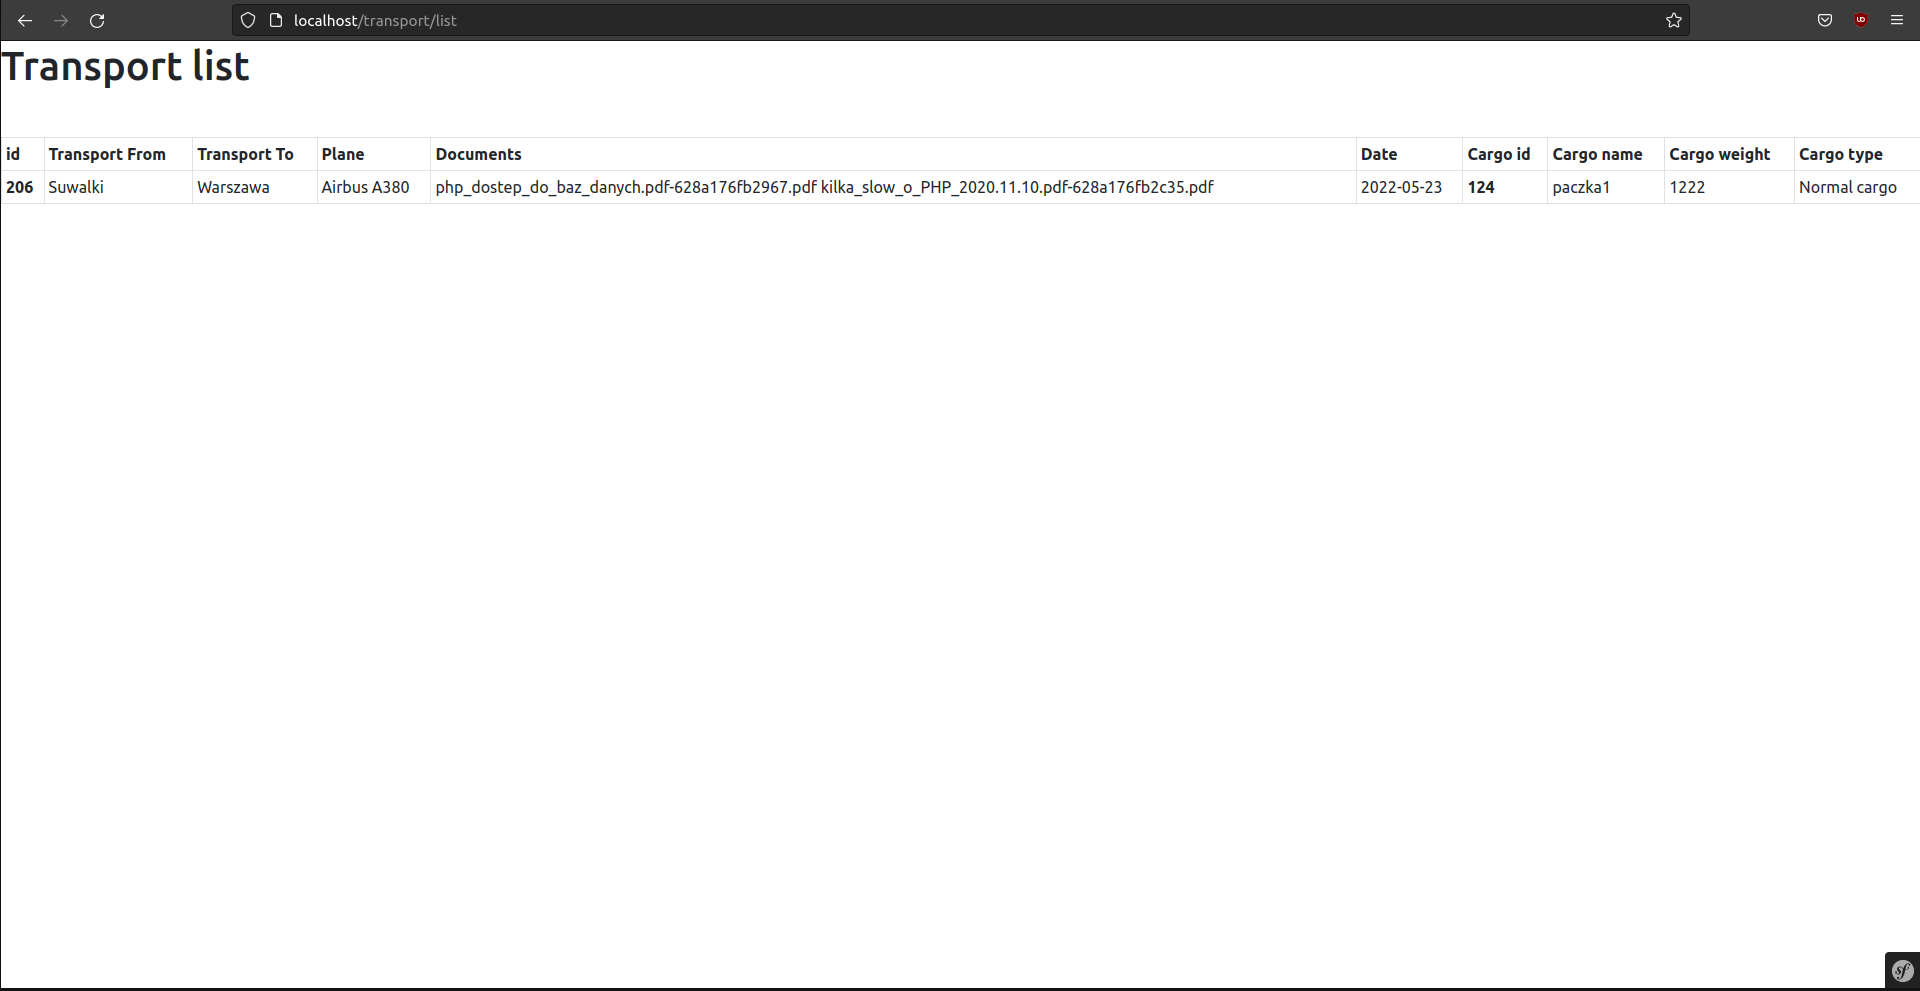 localhost/transport/list
Transport list
id Transport From Transport To Plane Documents Date Cargo id Cargo name Cargo weight Cargo type
206 Suwalki Warszawa Airbus A380 php_dostep_do_baz_danych.pdf-628a176fb2967.pdf kilka_slow_o_PHP_2020.11.10.pdf-628a176fb2c35.pdf 2022-05-23 124 paczka1 1222 Normal cargo
sf